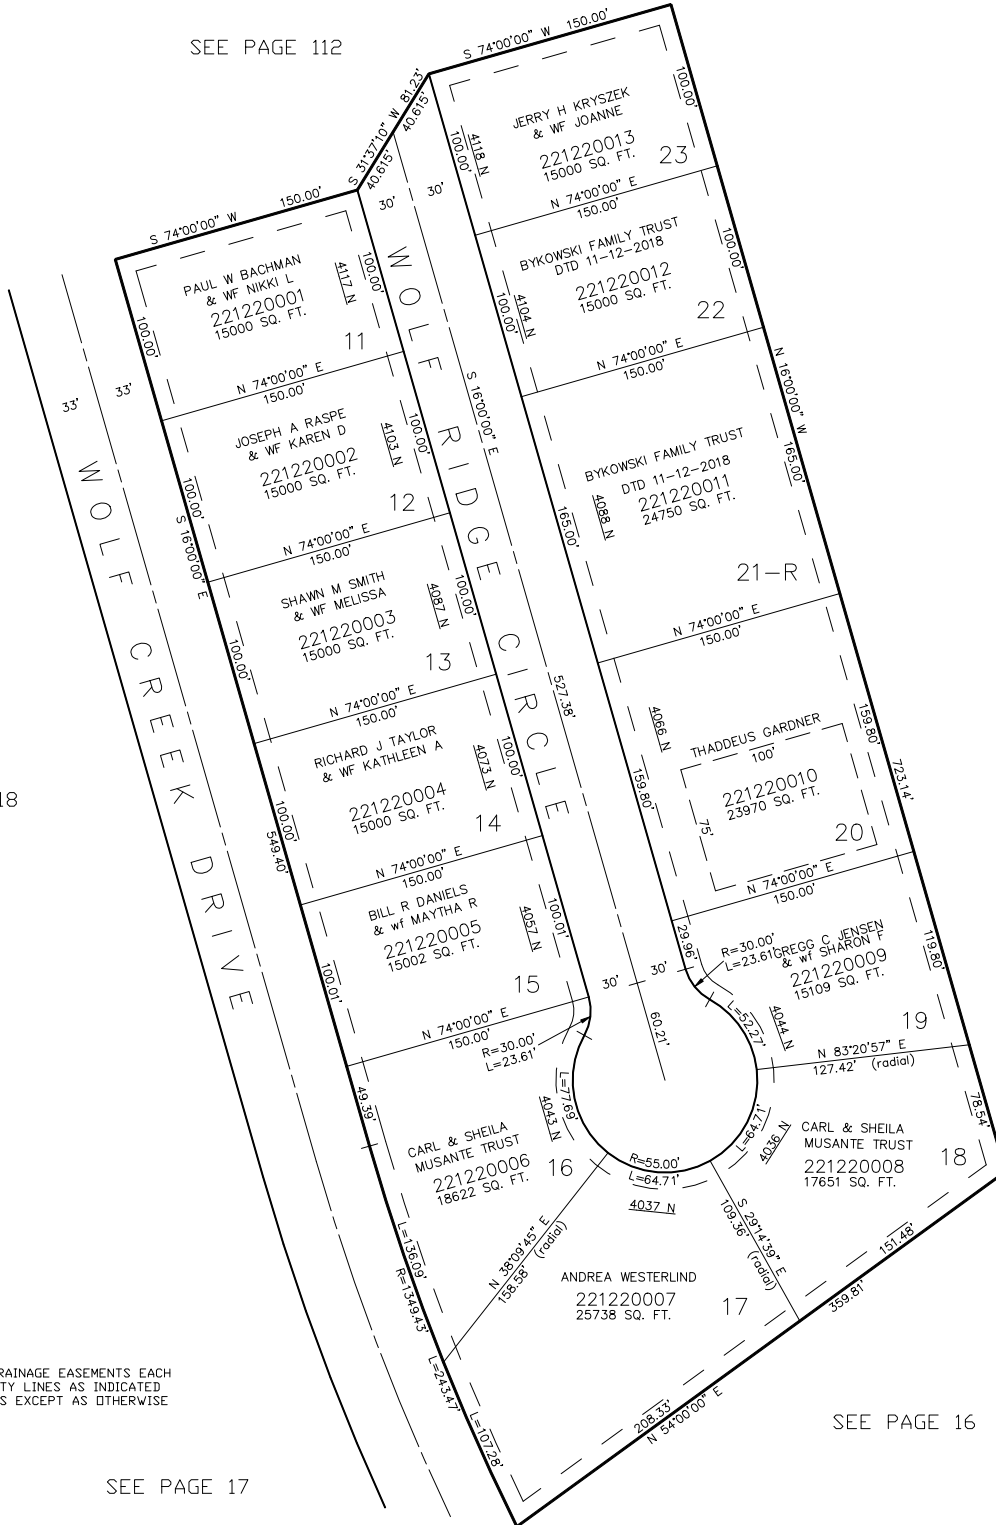 SEE PAGE 112
S 74°00'00" W
150.00'
S 31°37'10" W 81.23'
40.615'
40.615'
100.00'
JERRY H KRYSZEK
& WF JOANNE
221220013
15000 SQ. FT.
23
4118 N
100.00'
N 74°00'00" E
150.00'
30'
30'
S 74°00'00" W
150.00'
PAUL W BACHMAN
& WF NIKKI L
221220001
15000 SQ. FT.
11
4117 N
100.00'
100.00'
N 74°00'00" E
150.00'
BYKOWSKI FAMILY TRUST
DTD 11-12-2018
221220012
15000 SQ. FT.
22
4104 N
100.00'
100.00'
N 74°00'00" E
150.00'
N 16°00'00" W
33'
33'
WOLF CREEK DRIVE
WOLF RIDGE CIRCLE
S 16°00'00" E
527.38'
JOSEPH A RASPE
& WF KAREN D
221220002
15000 SQ. FT.
12
4103 N
100.00'
100.00'
S 16°00'00" E
N 74°00'00" E
150.00'
BYKOWSKI FAMILY TRUST
DTD 11-12-2018
221220011
24750 SQ. FT.
21-R
4088 N
165.00'
165.00'
N 74°00'00" E
150.00'
SHAWN M SMITH
& WF MELISSA
221220003
15000 SQ. FT.
13
4087 N
100.00'
100.00'
N 74°00'00" E
150.00'
THADDEUS GARDNER
100'
221220010
23970 SQ. FT.
75'
20
4066 N
159.80'
159.80'
723.14'
N 74°00'00" E
150.00'
18
RICHARD J TAYLOR
& WF KATHLEEN A
221220004
15000 SQ. FT.
14
4073 N
100.00'
100.00'
549.40'
N 74°00'00" E
150.00'
BILL R DANIELS
& wf MAYTHA R
221220005
15002 SQ. FT.
15
4057 N
100.01'
100.01'
N 74°00'00" E
150.00'
R=30.00'
L=23.61'
29.96'
R=30.00'
L=23.61'
GREGG C JENSEN
& wf SHARON F
221220009
15109 SQ. FT.
19
4044 N
L=52.27'
119.80'
30'
30'
60.21'
N 83°20'57" E
127.42' (radial)
49.39'
L=77.69'
4043 N
CARL & SHEILA
MUSANTE TRUST
221220006
18622 SQ. FT.
16
L=136.09'
R=1349.43'
N 38°09'45" E
158.58' (radial)
R=55.00'
L=64.71'
4037 N
L=64.71'
4036 N
CARL & SHEILA
MUSANTE TRUST
221220008
17651 SQ. FT.
18
78.54'
S 29°14'39" E
109.36' (radial)
151.48'
359.81'
ANDREA WESTERLIND
221220007
25738 SQ. FT.
17
L=243.47'
L=107.28'
208.33'
N 54°00'00" E
RAINAGE EASEMENTS EACH
TY LINES AS INDICATED
S EXCEPT AS OTHERWISE
SEE PAGE 16
SEE PAGE 17